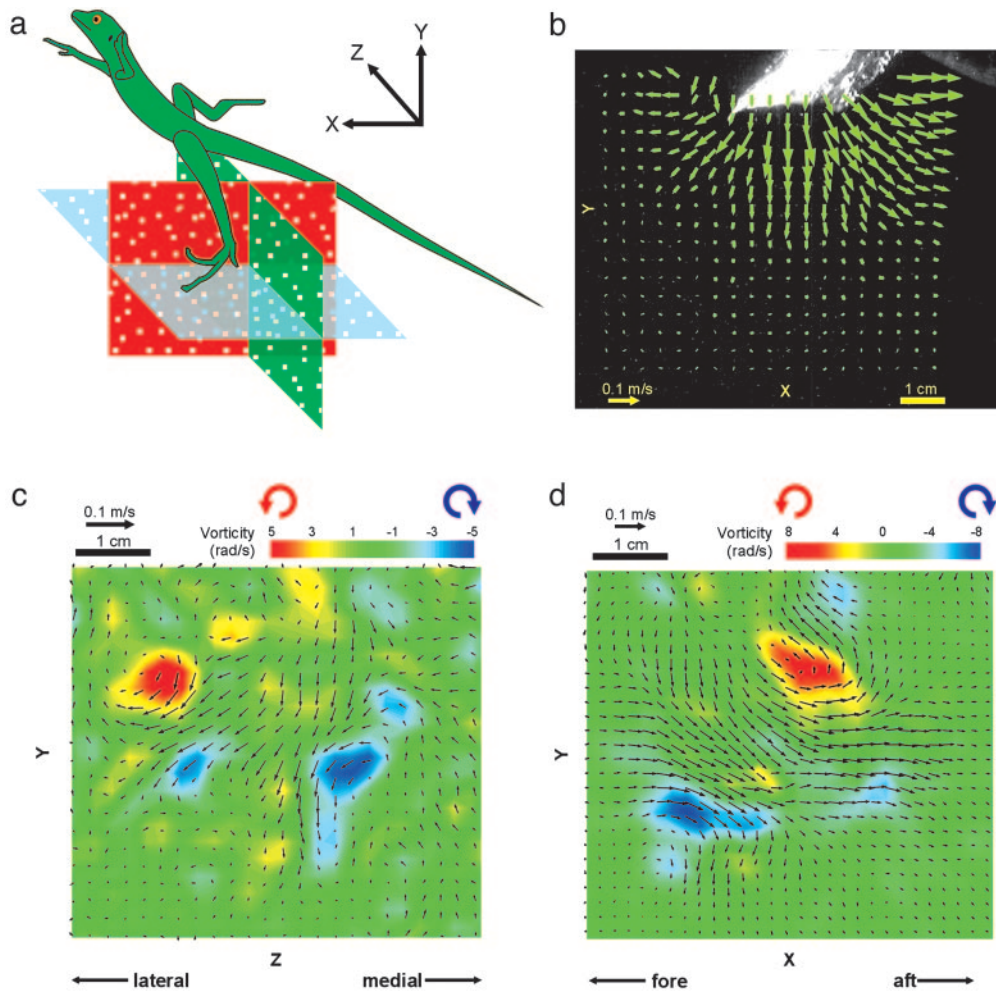 a
Y
Z
X
b
Y
0.1 m/s
X
1 cm
c
0.1 m/s
1 cm
Vorticity
(rad/s)
5 3 1 -1 -3 -5
Y
Z
lateral medial
d
0.1 m/s
1 cm
Vorticity
(rad/s)
8 4 0 -4 -8
Y
X
fore aft